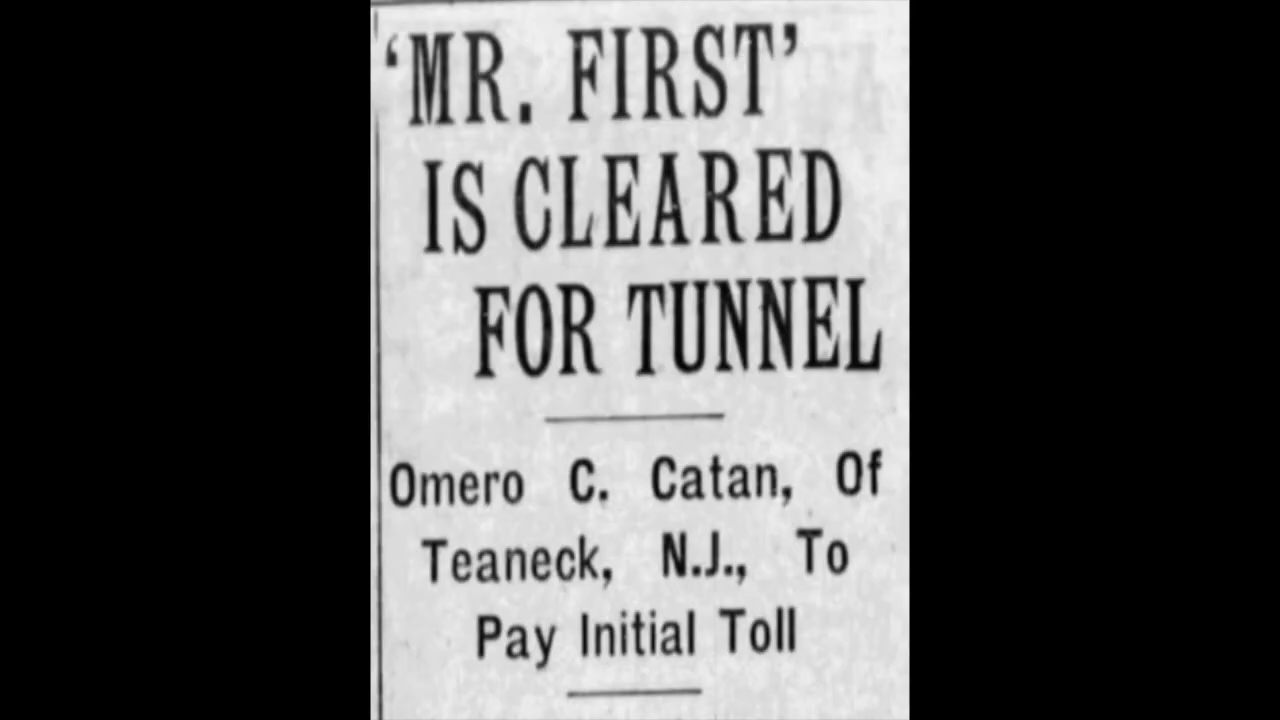 ‘MR. FIRST’
IS CLEARED
FOR TUNNEL
Omero C. Catan, Of
Teaneck, N.J., To
Pay Initial Toll